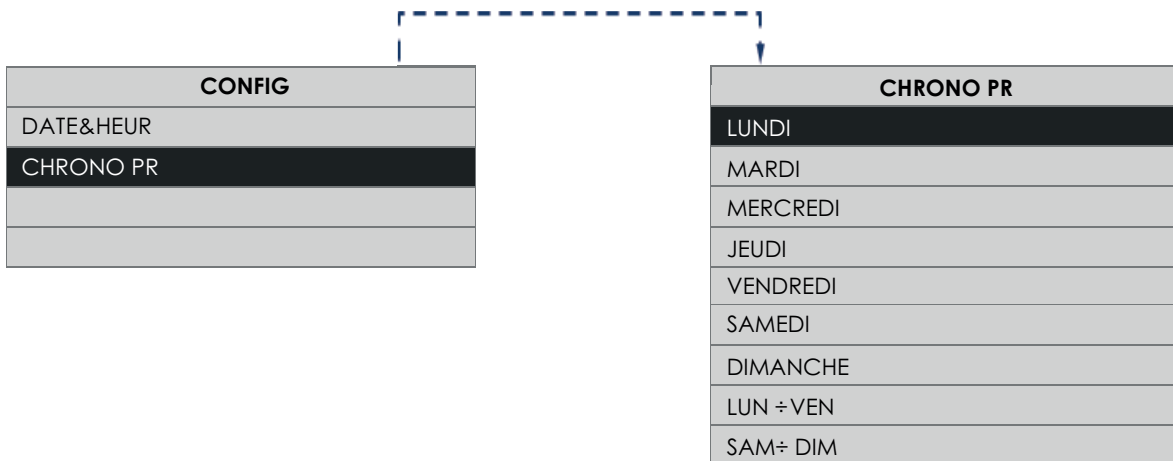 CONFIG
DATE&HEUR
CHRONO PR
CHRONO PR
LUNDI
MARDI
MERCREDI
JEUDI
VENDREDI
SAMEDI
DIMANCHE
LUN ÷VEN
SAM÷ DIM